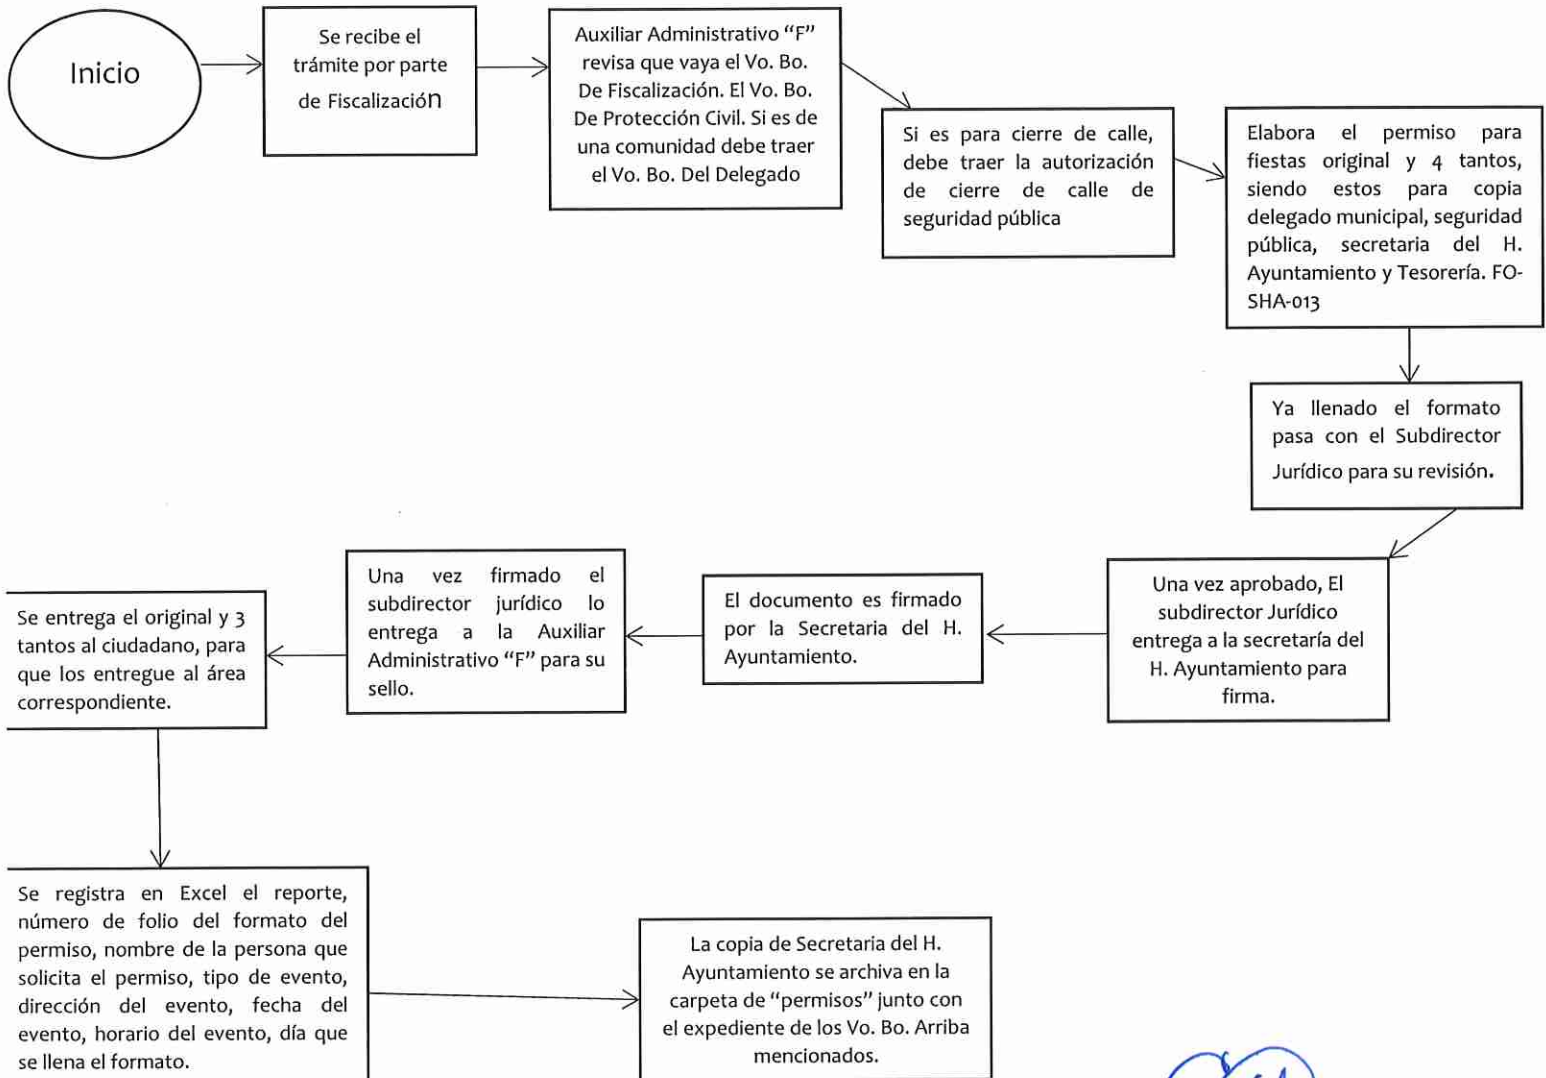 Inicio
Se recibe el
trámite por parte
de Fiscalización
Auxiliar Administrativo “F”
revisa que vaya el Vo. Bo.
De Fiscalización. El Vo. Bo.
De Protección Civil. Si es de
una comunidad debe traer
el Vo. Bo. Del Delegado
Si es para cierre de calle,
debe traer la autorización
de cierre de calle de
seguridad pública
Elabora el permiso para
fiestas original y 4 tantos,
siendo estos para copia
delegado municipal, seguridad
pública, secretaria del H.
Ayuntamiento y Tesorería. FO-
SHA-013
Ya llenado el formato
pasa con el Subdirector
Jurídico para su revisión.
Una vez aprobado, El
subdirector Jurídico
entrega a la secretaría del
H. Ayuntamiento para
firma.
El documento es firmado
por la Secretaria del H.
Ayuntamiento.
Una vez firmado el
subdirector jurídico lo
entrega a la Auxiliar
Administrativo “F” para su
sello.
Se entrega el original y 3
tantos al ciudadano, para
que los entregue al área
correspondiente.
Se registra en Excel el reporte,
número de folio del formato del
permiso, nombre de la persona que
solicita el permiso, tipo de evento,
dirección del evento, fecha del
evento, horario del evento, día que
se llena el formato.
La copia de Secretaria del H.
Ayuntamiento se archiva en la
carpeta de “permisos” junto con
el expediente de los Vo. Bo. Arriba
mencionados.